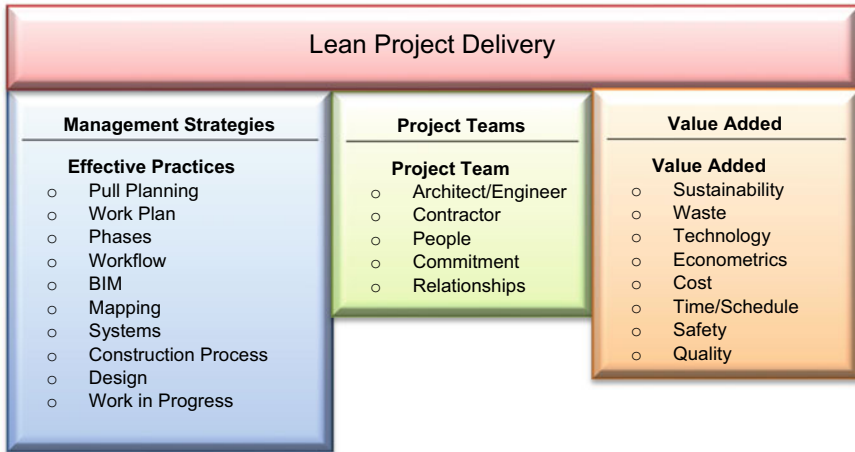 Lean Project Delivery
Management Strategies
Effective Practices
o Pull Planning
o Work Plan
o Phases
o Workflow
o BIM
o Mapping
o Systems
o Construction Process
o Design
o Work in Progress
Project Teams
Project Team
o Architect/Engineer
o Contractor
o People
o Commitment
o Relationships
Value Added
Value Added
o Sustainability
o Waste
o Technology
o Econometrics
o Cost
o Time/Schedule
o Safety
o Quality